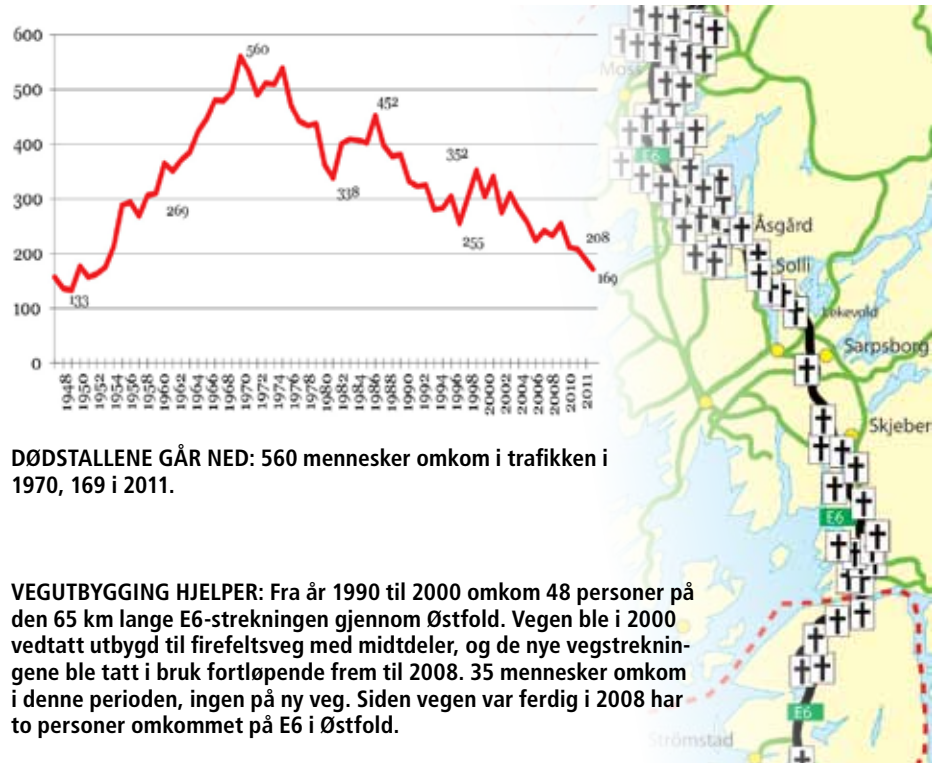 600
500
400
300
200
100
0
560
452
352
338
269
255
208
169
133
1948
1950
1952
1954
1956
1958
1960
1962
1964
1966
1968
1970
1972
1974
1976
1978
1980
1982
1984
1986
1988
1990
1992
1994
1996
1998
2000
2002
2004
2006
2008
2010
2011
DØDSTALLENE GÅR NED: 560 mennesker omkom i trafikken i
1970, 169 i 2011.
VEGUTBYGGING HJELPER: Fra år 1990 til 2000 omkom 48 personer på
den 65 km lange E6-strekningen gjennom Østfold. Vegen ble i 2000
vedtatt utbygd til firefeltsveg med midtdeler, og de nye vegstreknin-
gene ble tatt i bruk fortløpende frem til 2008. 35 mennesker omkom
i denne perioden, ingen på ny veg. Siden vegen var ferdig i 2008 har
to personer omkommet på E6 i Østfold.
Moss
E6
Åsgård
Solli
Lekevold
Sarpsborg
Skjeber
E6
E6
Strömstad